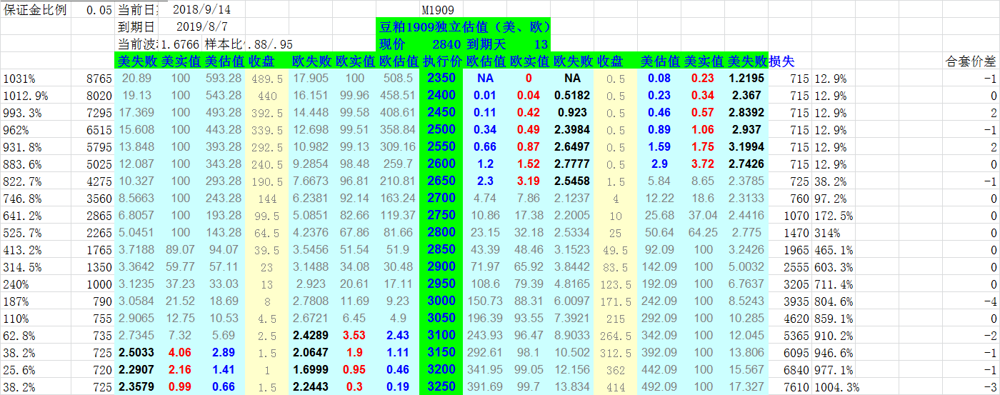 保证金比例 0.05 当前日期 2018/9/14 M1909
到期日 2019/8/7 豆粕1909独立估值（美、欧）
当前波 1.6766 样本比 .88/.95 现价 2840 到期天 13
美失败 美实值 美估值 收盘 欧失败 欧实值 欧估值 执行价 欧估值 欧实值 欧失败 收盘 美估值 美实值 美失败 损失 合套价差
1031% 8765 20.89 100 593.28 489.5 17.905 100 508.5 2350 NA 0 NA 0.5 0.08 0.23 1.2195 715 12.9% -1
1012.9% 8020 19.13 100 543.28 440 16.151 99.96 458.51 2400 0.01 0.04 0.5182 0.5 0.23 0.34 2.367 715 12.9% 0
993.3% 7295 17.369 100 493.28 392.5 14.448 99.58 408.61 2450 0.11 0.42 0.923 0.5 0.46 0.57 2.8392 715 12.9% 2
962% 6515 15.608 100 443.28 339.5 12.698 99.51 358.84 2500 0.34 0.49 2.3984 0.5 0.89 1.06 2.937 715 12.9% -1
931.8% 5795 13.848 100 393.28 292.5 10.982 99.13 309.16 2550 0.66 0.87 2.6497 0.5 1.59 1.75 3.1994 715 12.9% 2
883.6% 5025 12.087 100 343.28 240.5 9.2854 98.48 259.7 2600 1.2 1.52 2.7777 0.5 2.9 3.72 2.7426 715 12.9% 0
822.7% 4275 10.327 100 293.28 190.5 7.6673 96.81 210.81 2650 2.3 3.19 2.5458 1.5 5.84 8.65 2.3785 725 38.2% -1
746.8% 3560 8.5663 100 243.28 144 6.2381 92.14 163.24 2700 4.74 7.86 2.1237 4 12.22 18.6 2.3133 760 97.2% 0
641.2% 2865 6.8057 100 193.28 99.5 5.0851 82.66 119.37 2750 10.86 17.38 2.2005 10 25.68 37.04 2.4416 1070 172.5% 0
525.7% 2265 5.0451 100 143.28 64.5 4.2376 67.86 81.66 2800 23.15 32.18 2.5334 25 50.64 64.25 2.775 1470 314% 0
413.2% 1765 3.7188 89.07 94.07 39.5 3.5456 51.54 51.9 2850 43.39 48.46 3.1523 49.5 92.09 100 3.2426 1965 465.1% 0
314.5% 1350 3.3642 59.77 57.11 23 3.1488 34.08 30.48 2900 71.97 65.92 3.8442 83.5 142.09 100 5.0032 2555 603.3% 0
240% 1000 3.1235 37.23 33.03 13 2.923 20.61 17.11 2950 108.6 79.39 4.8165 123.5 192.09 100 6.7637 3205 711.4% 0
187% 790 3.0584 21.52 18.69 8 2.7808 11.69 9.23 3000 150.73 88.31 6.0097 171.5 242.09 100 8.5243 3935 804.6% -4
110% 755 2.9065 12.75 10.53 4.5 2.6721 6.45 4.9 3050 196.39 93.55 7.3921 215 292.09 100 10.285 4620 859.1% 0
62.8% 735 2.7345 7.32 5.69 2.5 2.4289 3.53 2.43 3100 243.93 96.47 8.9033 264.5 342.09 100 12.045 5365 910.2% -2
38.2% 725 2.5033 4.06 2.89 1.5 2.0647 1.9 1.11 3150 292.61 98.1 10.502 312.5 392.09 100 13.806 6095 946.6% -1
25.6% 720 2.2907 2.16 1.41 1 1.6999 0.95 0.46 3200 341.95 99.05 12.156 362 442.09 100 15.567 6840 977.1% -1
38.2% 725 2.3579 0.99 0.66 1.5 2.2443 0.3 0.19 3250 391.69 99.7 13.834 414 492.09 100 17.327 7610 1004.3% -3